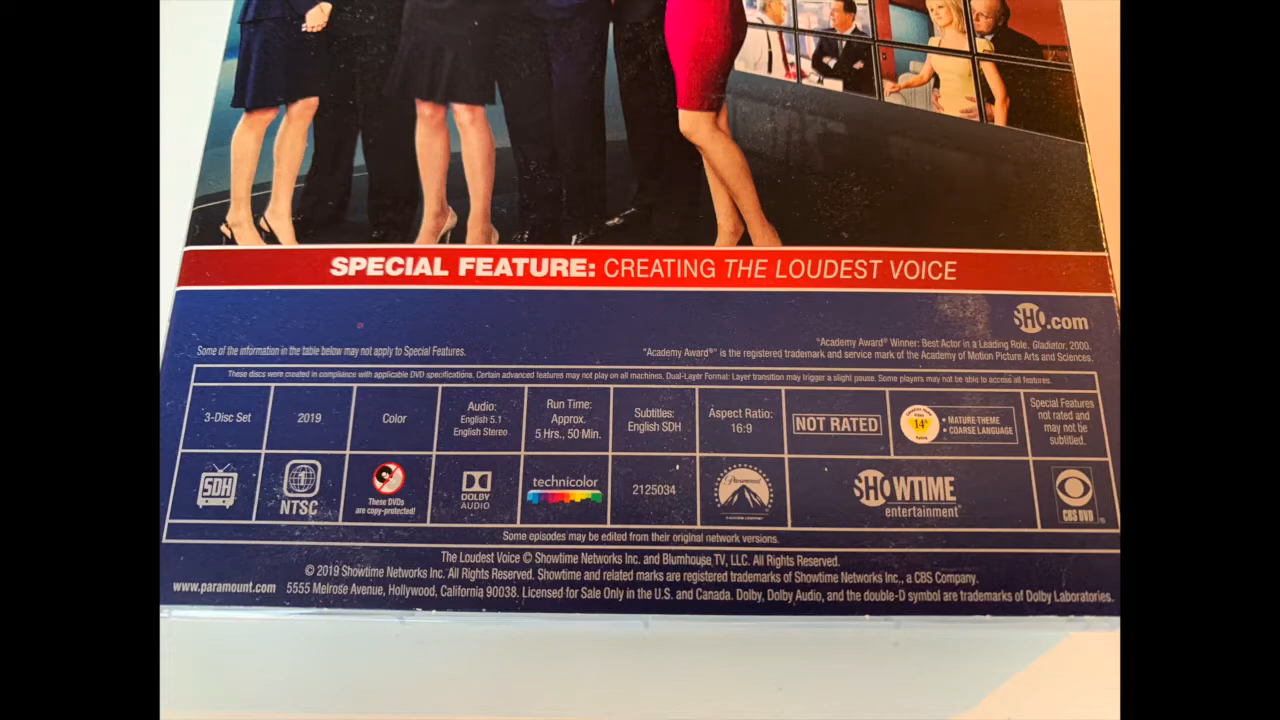 SPECIAL FEATURE: CREATING THE LOUDEST VOICE
SHO.com
"Academy Award® Winner: Best Actor in a Leading Role, Gladiator, 2000.
Some of the information in the table below may not apply to Special Features.
"Academy Award®" is the registered trademark and service mark of the Academy of Motion Picture Arts and Sciences.
These discs were created in compliance with applicable DVD specifications. Certain advanced features may not play on all machines. Dual-Layer Format: Layer transition may trigger a slight pause. Some players may not be able to access all features.
3-Disc Set
2019
Color
Audio:
English 5.1
English Stereo
Run Time:
Approx.
5 Hrs., 50 Min.
Subtitles:
English SDH
Aspect Ratio:
16:9
NOT RATED
14A
• MATURE THEME
• COARSE LANGUAGE
Special Features
not rated and
may not be
subtitled.
SDH
NTSC
These DVDs
are copy-protected!
DOLBY
AUDIO
technicolor
2125034
Paramount
SHOWTIME
entertainment®
CBS DVD
Some episodes may be edited from their original network versions.
The Loudest Voice © Showtime Networks Inc. and Blumhouse TV, LLC. All Rights Reserved.
© 2019 Showtime Networks Inc. All Rights Reserved. Showtime and related marks are registered trademarks of Showtime Networks Inc., a CBS Company.
www.paramount.com 5555 Melrose Avenue, Hollywood, California 90038. Licensed for Sale Only in the U.S. and Canada. Dolby, Dolby Audio, and the double-D symbol are trademarks of Dolby Laboratories.